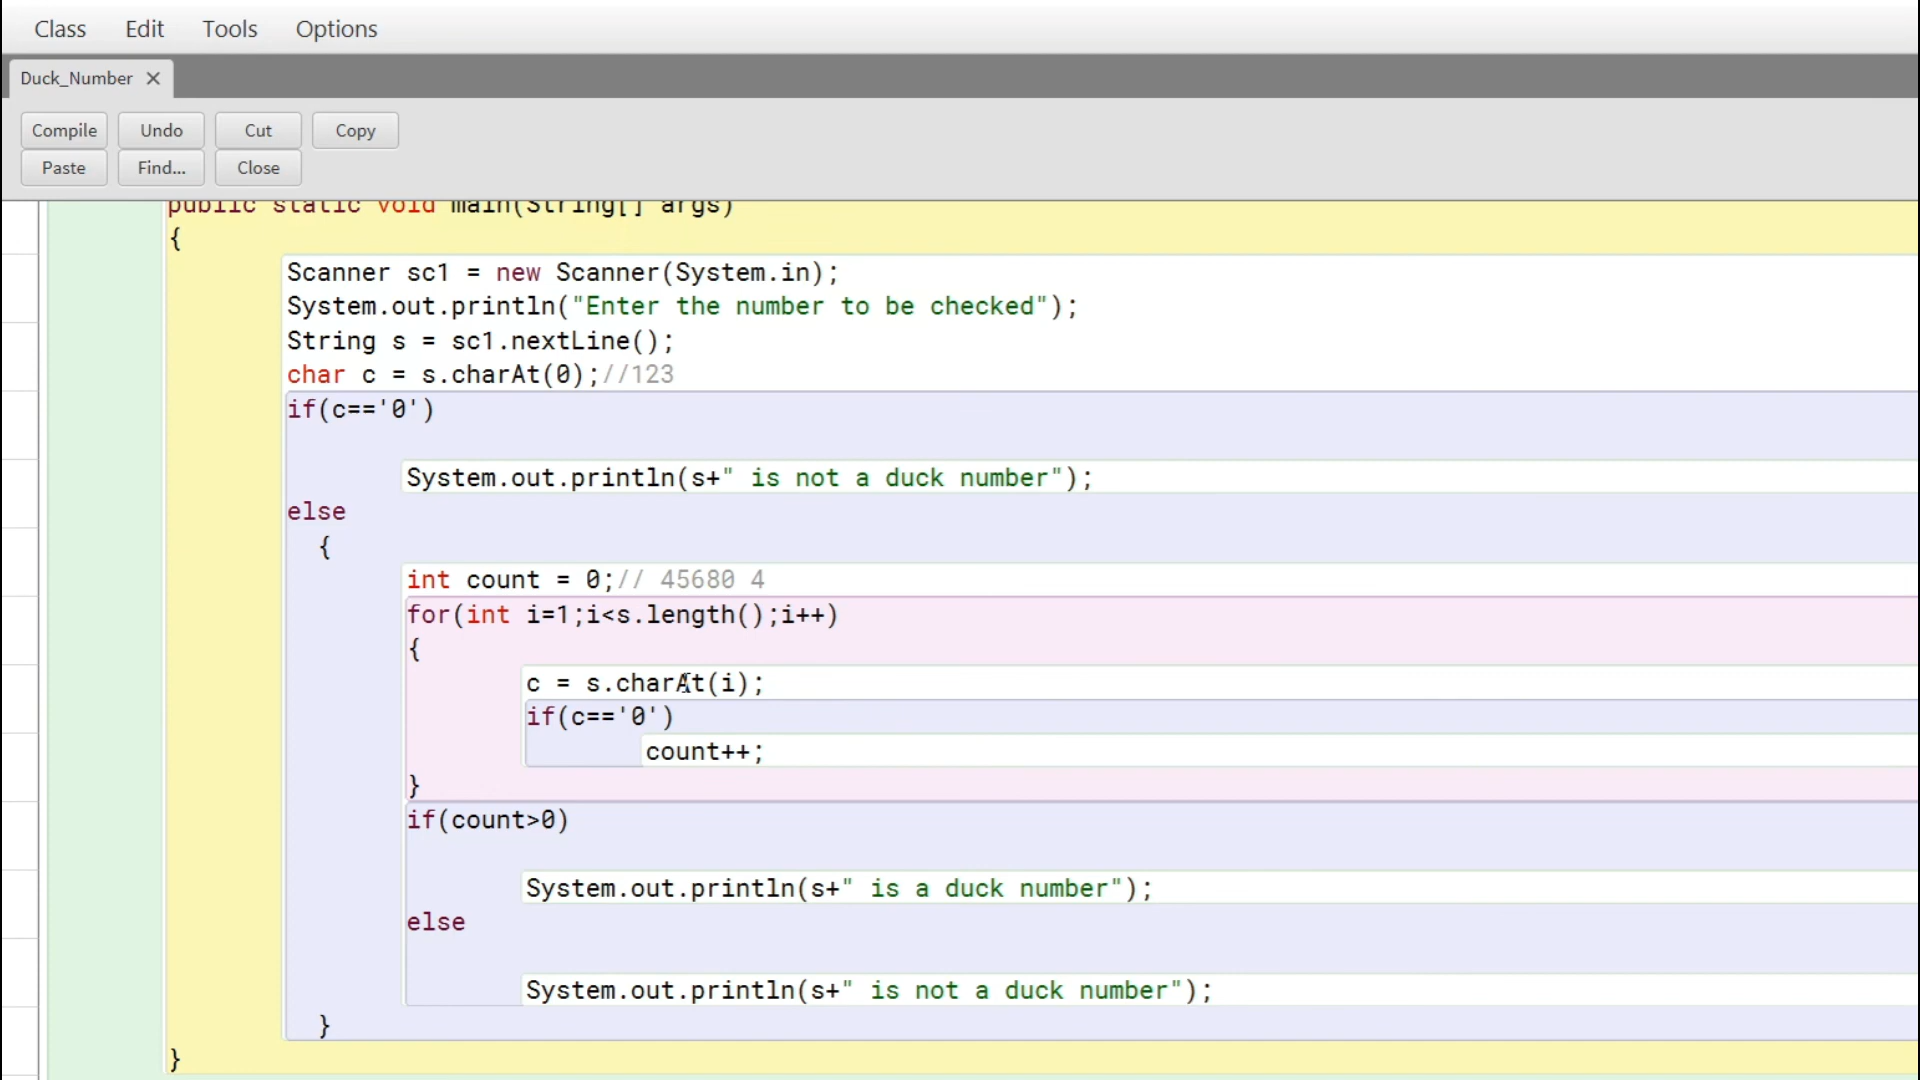 Class Edit Tools Options
Duck_Number ✕
Compile Undo Cut Copy
Paste Find... Close
public static void main(String[] args)
{
Scanner sc1 = new Scanner(System.in);
System.out.println("Enter the number to be checked");
String s = sc1.nextLine();
char c = s.charAt(0);//123
if(c=='0')
System.out.println(s+" is not a duck number");
else
{
int count = 0;// 45680 4
for(int i=1;i<s.length();i++)
{
c = s.charAt(i);
if(c=='0')
count++;
}
if(count>0)
System.out.println(s+" is a duck number");
else
System.out.println(s+" is not a duck number");
}
}